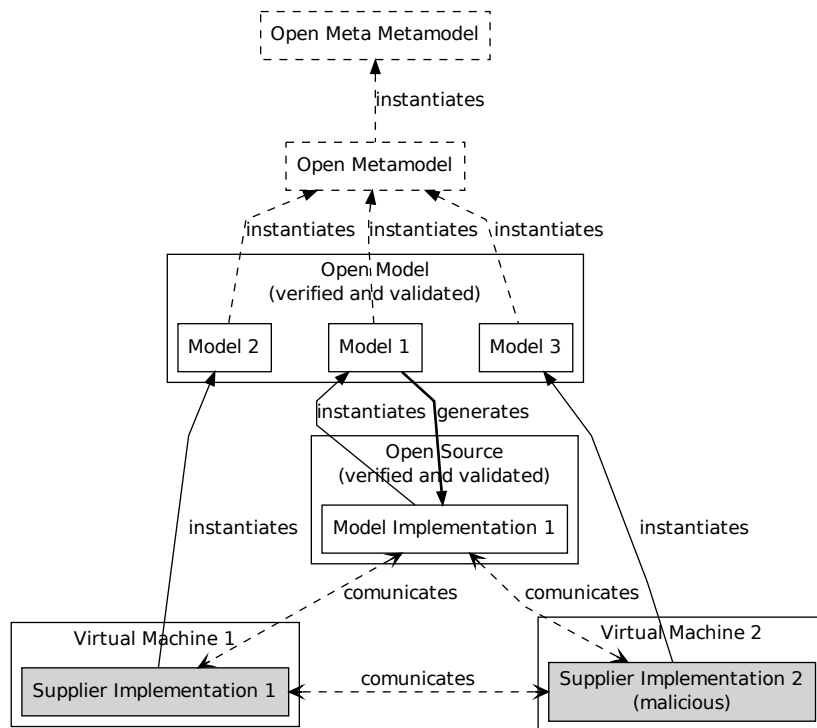 Open Meta Metamodel
instantiates
Open Metamodel
instantiates
instantiates
instantiates
Open Model
(verified and validated)
Model 2
Model 1
Model 3
instantiates
generates
Open Source
(verified and validated)
Model Implementation 1
instantiates
instantiates
comunicates
comunicates
Virtual Machine 1
Virtual Machine 2
Supplier Implementation 1
comunicates
Supplier Implementation 2
(malicious)